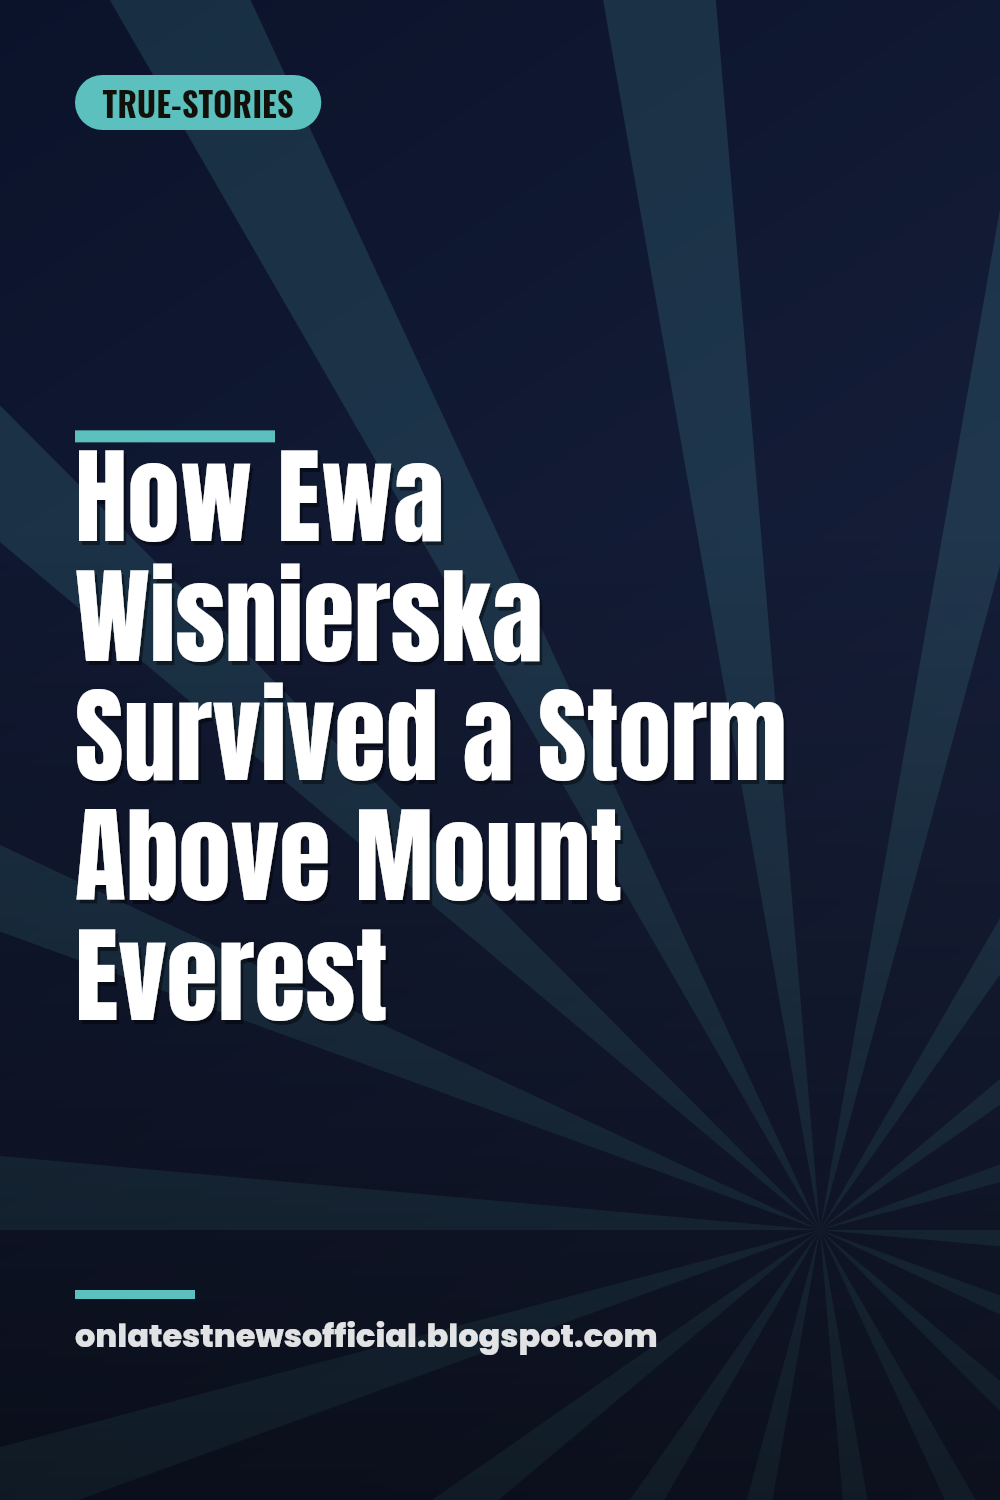 TRUE-STORIES
How Ewa
Wisnierska
Survived a Storm
Above Mount
Everest
onlatestnewsofficial.blogspot.com